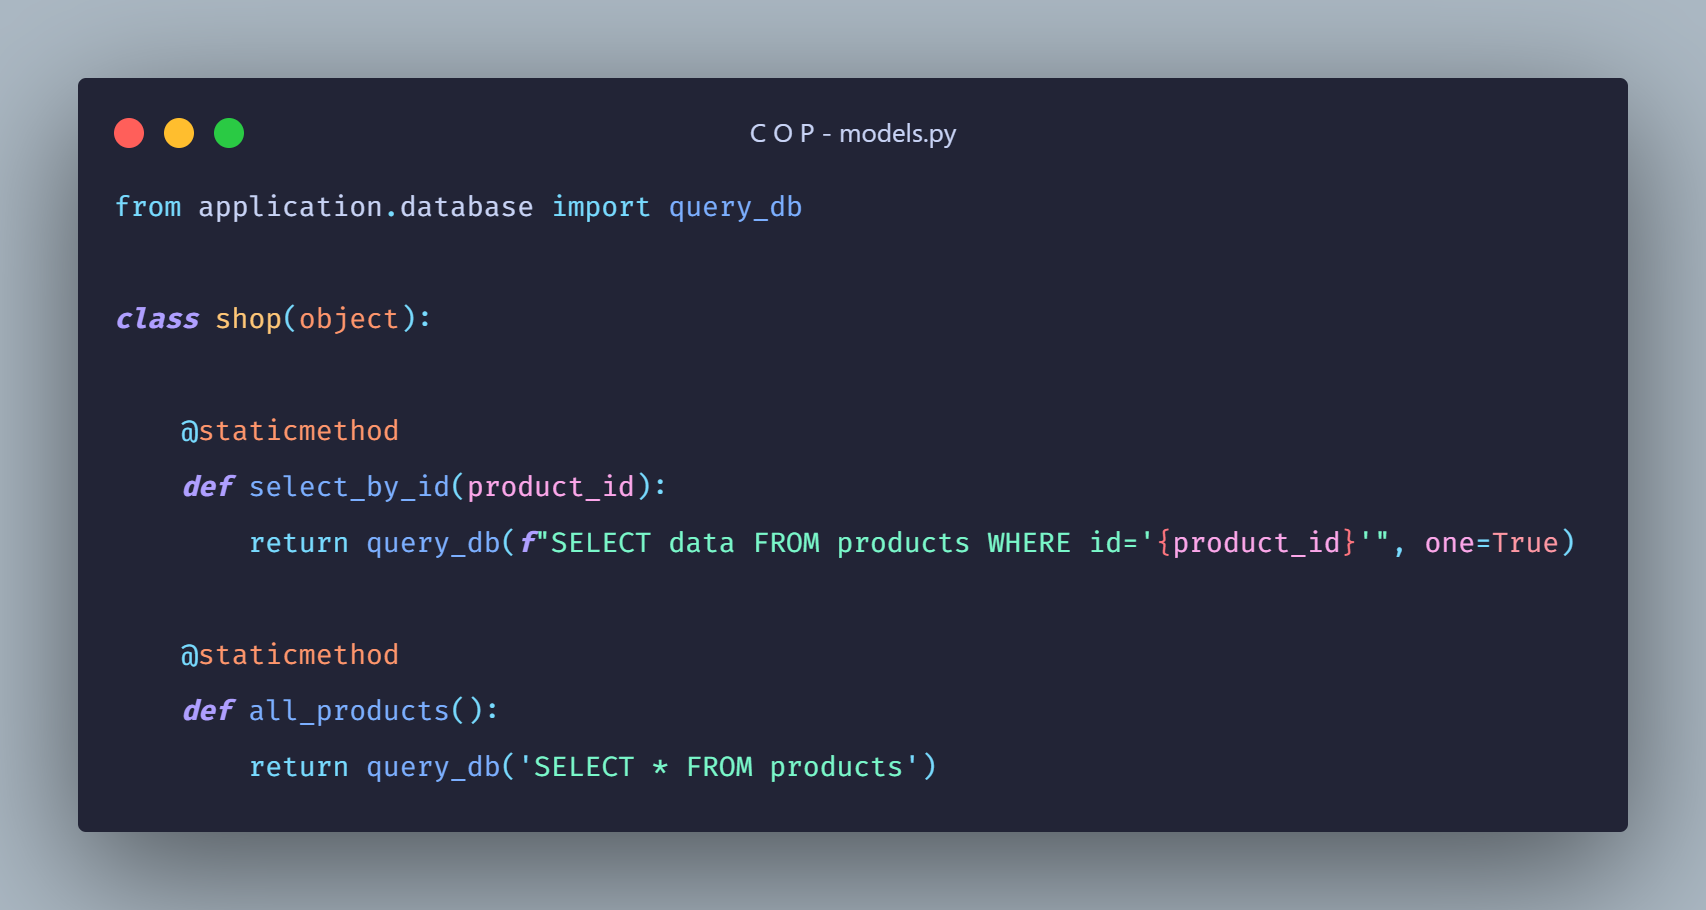 C O P - models.py
from application.database import query_db
class shop(object):
    @staticmethod
    def select_by_id(product_id):
        return query_db(f"SELECT data FROM products WHERE id='{product_id}'", one=True)
    @staticmethod
    def all_products():
        return query_db('SELECT * FROM products')